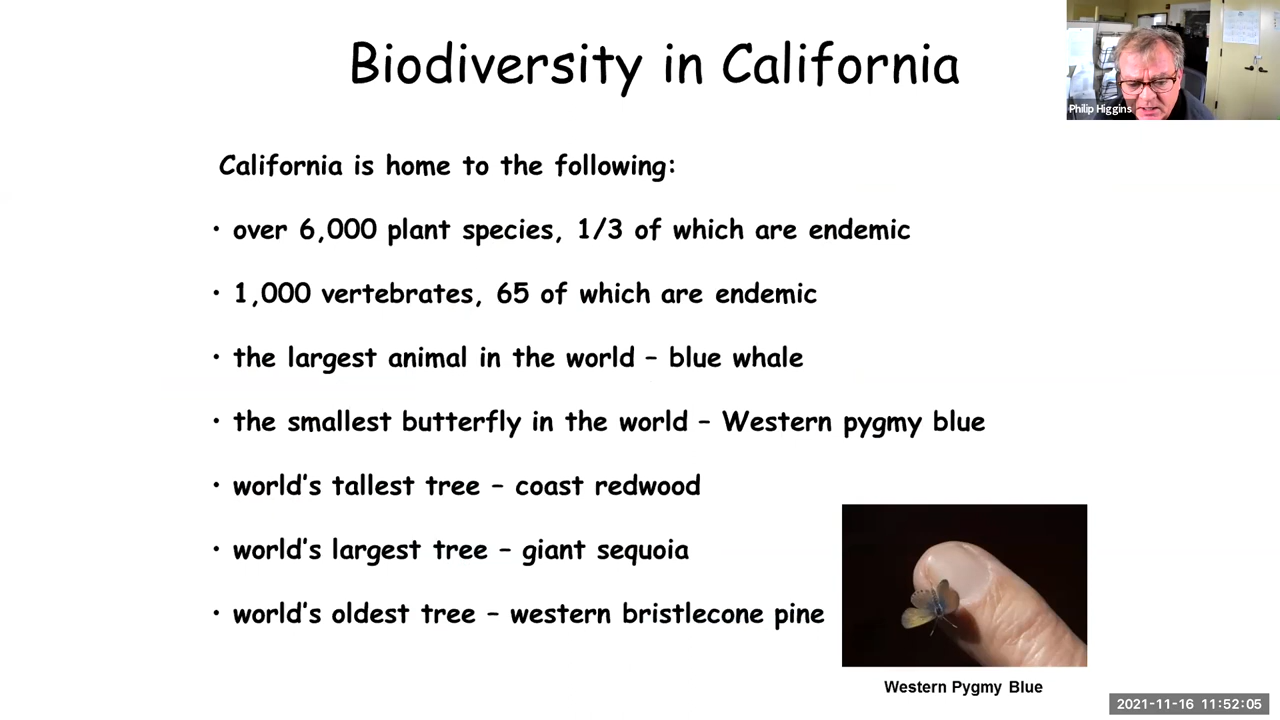 Biodiversity in California
Philip Higgins
California is home to the following:
• over 6,000 plant species, 1/3 of which are endemic
• 1,000 vertebrates, 65 of which are endemic
• the largest animal in the world – blue whale
• the smallest butterfly in the world – Western pygmy blue
• world's tallest tree – coast redwood
• world's largest tree – giant sequoia
• world's oldest tree – western bristlecone pine
Western Pygmy Blue
2021-11-16 11:52:05